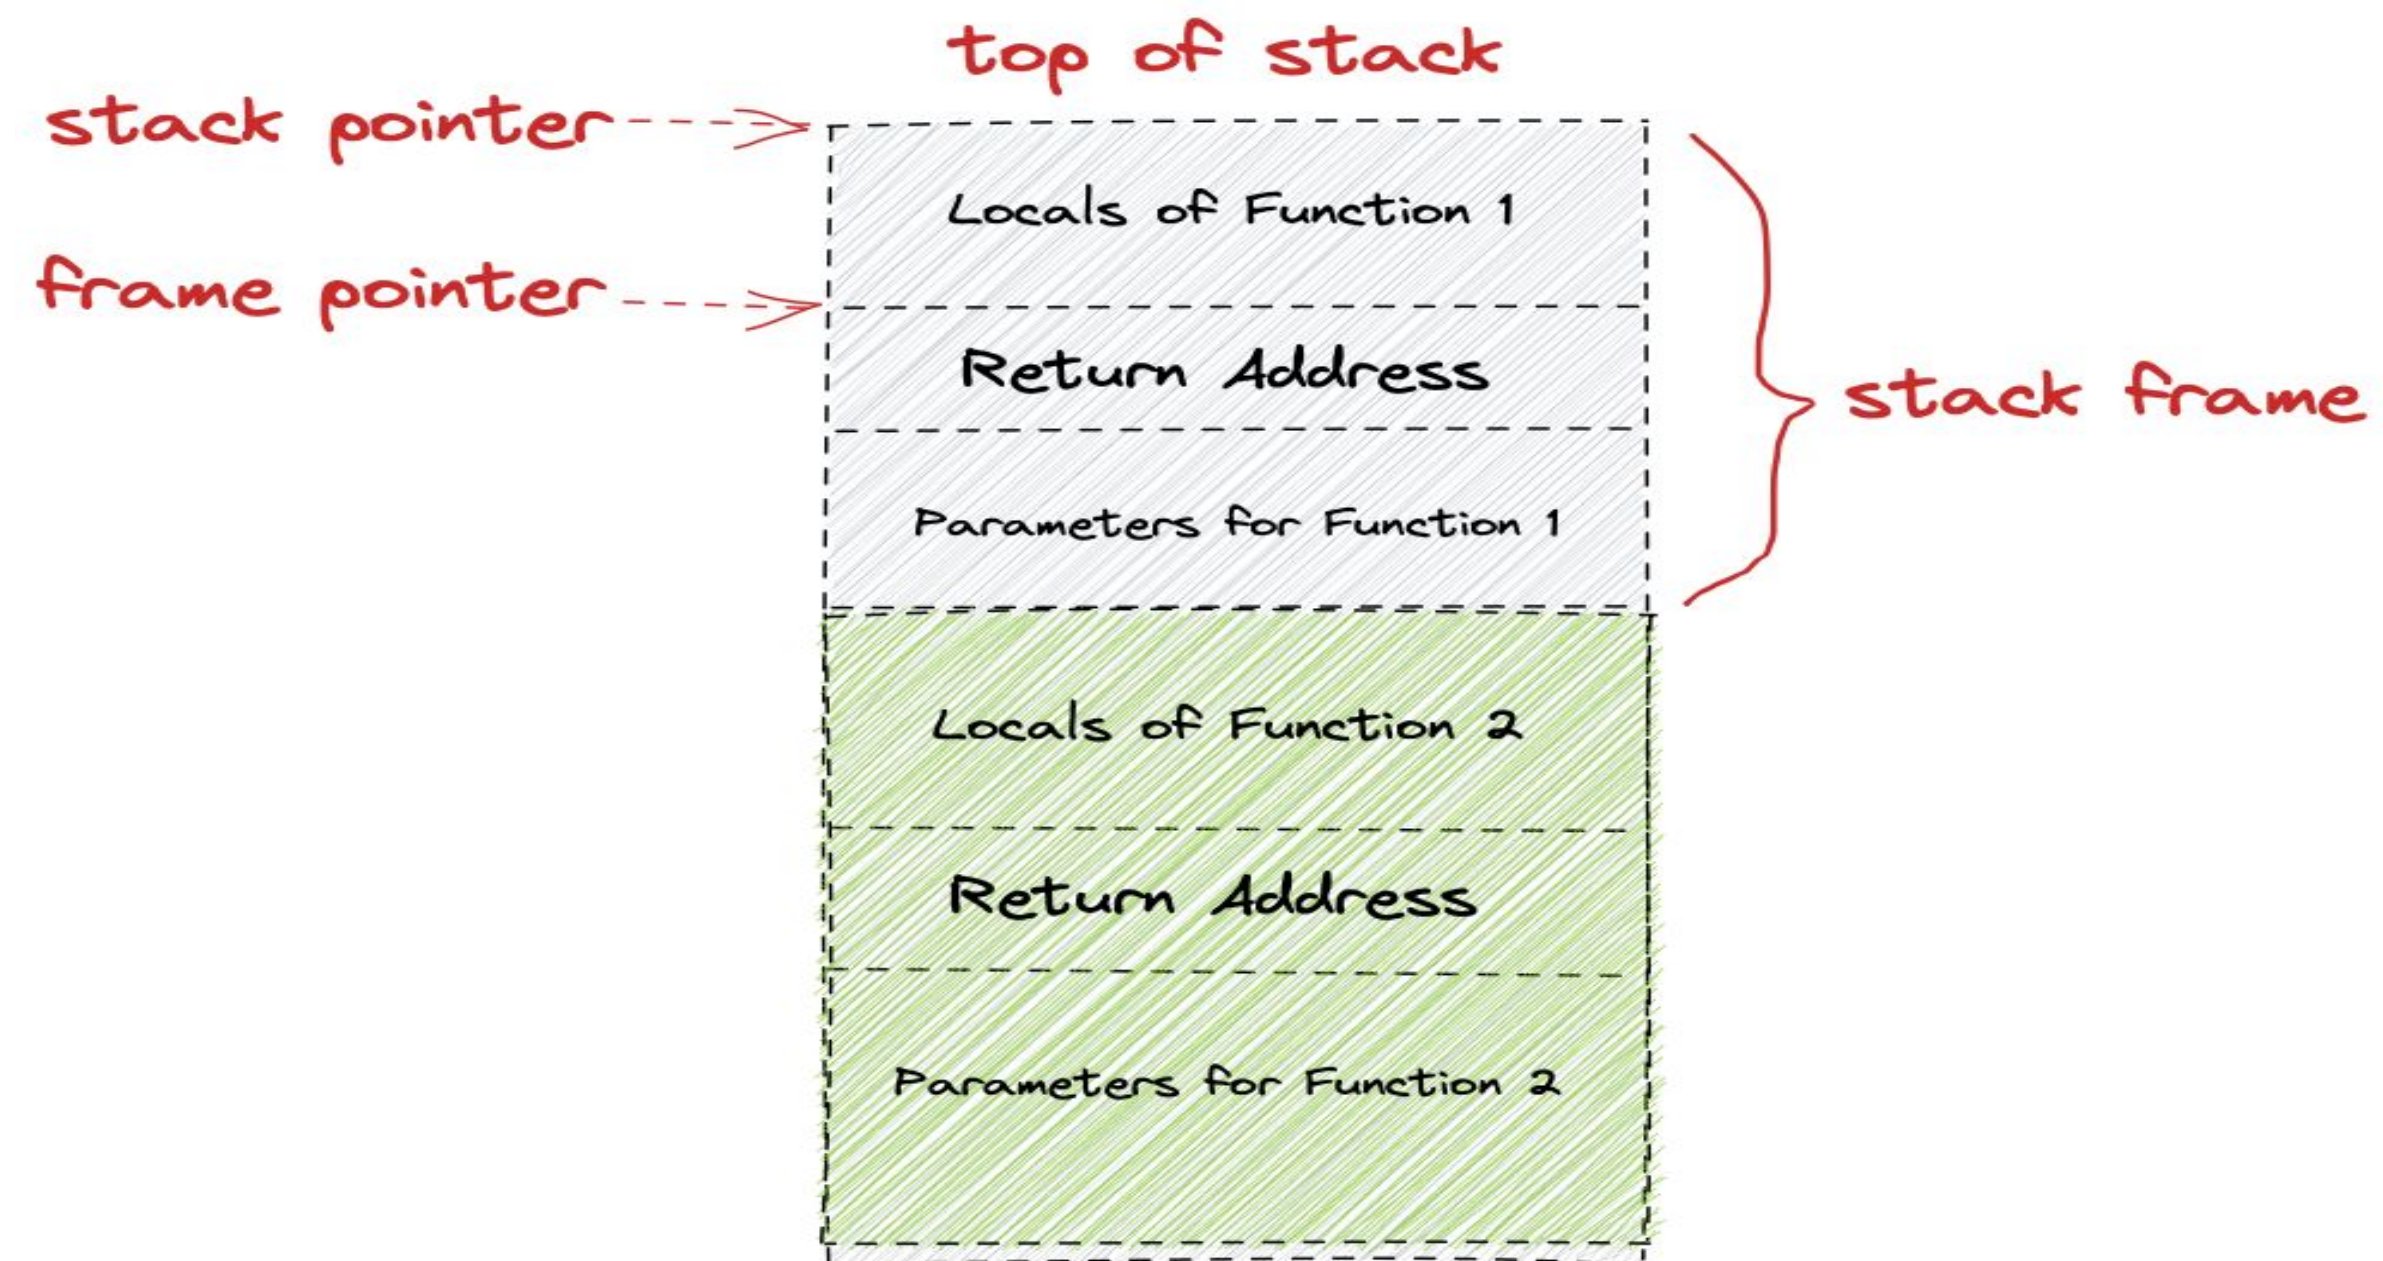 top of stack
stack pointer
Locals of Function 1
frame pointer
Return Address
stack frame
Parameters for Function 1
Locals of Function 2
Return Address
Parameters for Function 2